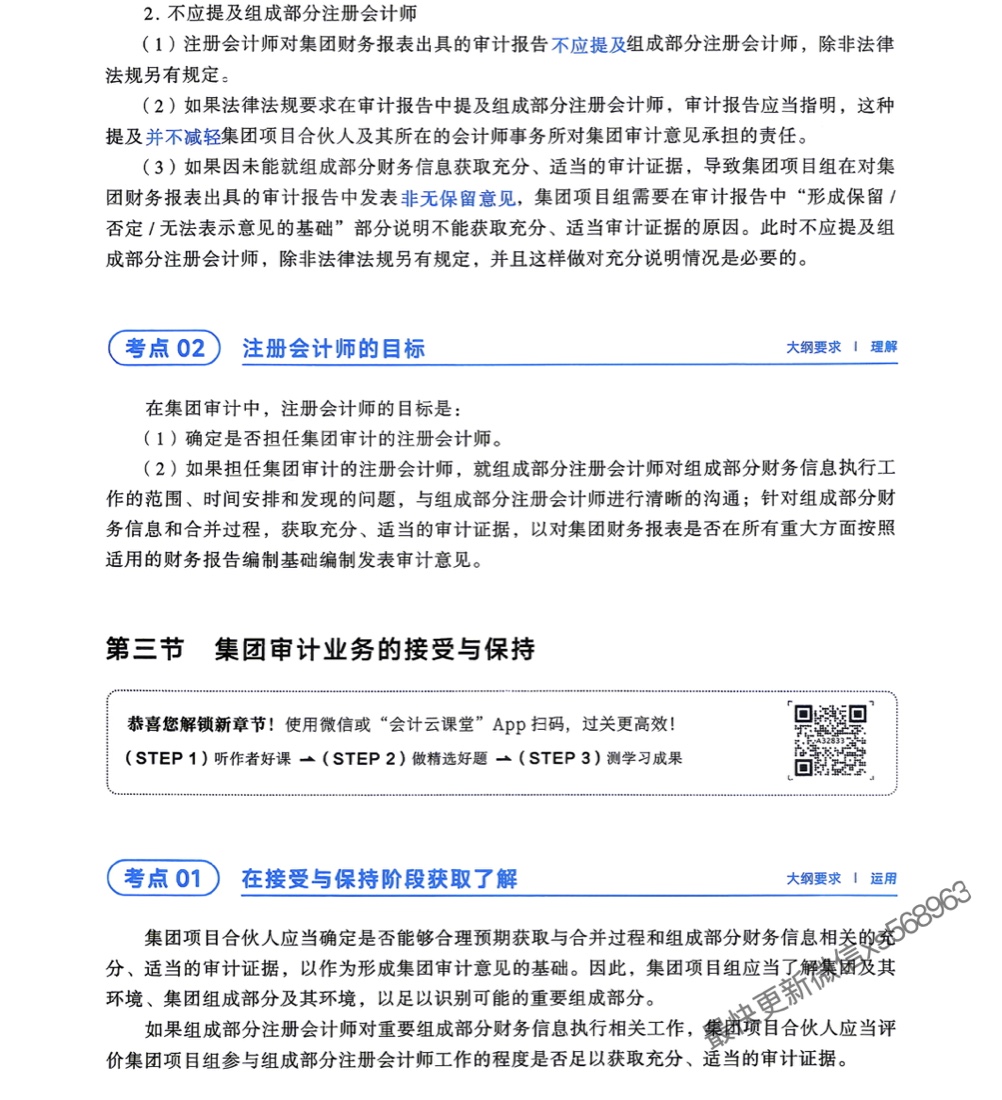 2. 不应提及组成部分注册会计师
（1）注册会计师对集团财务报表出具的审计报告不应提及组成部分注册会计师，除非法律
法规另有规定。
（2）如果法律法规要求在审计报告中提及组成部分注册会计师，审计报告应当指明，这种
提及并不减轻集团项目合伙人及其所在的会计师事务所对集团审计意见承担的责任。
（3）如果因未能就组成部分财务信息获取充分、适当的审计证据，导致集团项目组在对集
团财务报表出具的审计报告中发表非无保留意见，集团项目组需要在审计报告中“形成保留/
否定/无法表示意见的基础”部分说明不能获取充分、适当审计证据的原因。此时不应提及组
成部分注册会计师，除非法律法规另有规定，并且这样做对充分说明情况是必要的。
考点 02 注册会计师的目标 大纲要求 | 理解
在集团审计中，注册会计师的目标是：
（1）确定是否担任集团审计的注册会计师。
（2）如果担任集团审计的注册会计师，就组成部分注册会计师对组成部分财务信息执行工
作的范围、时间安排和发现的问题，与组成部分注册会计师进行清晰的沟通；针对组成部分财
务信息和合并过程，获取充分、适当的审计证据，以对集团财务报表是否在所有重大方面按照
适用的财务报告编制基础编制发表审计意见。
第三节 集团审计业务的接受与保持
恭喜您解锁新章节！使用微信或“会计云课堂”App 扫码，过关更高效！
（STEP 1）听作者好课 → （STEP 2）做精选好题 → （STEP 3）测学习成果
A32833
考点 01 在接受与保持阶段获取了解 大纲要求 | 运用
集团项目合伙人应当确定是否能够合理预期获取与合并过程和组成部分财务信息相关的充
分、适当的审计证据，以作为形成集团审计意见的基础。因此，集团项目组应当了解集团及其
环境、集团组成部分及其环境，以足以识别可能的重要组成部分。
如果组成部分注册会计师对重要组成部分财务信息执行相关工作，集团项目合伙人应当评
价集团项目组参与组成部分注册会计师工作的程度是否足以获取充分、适当的审计证据。
最快更新微信xs568963